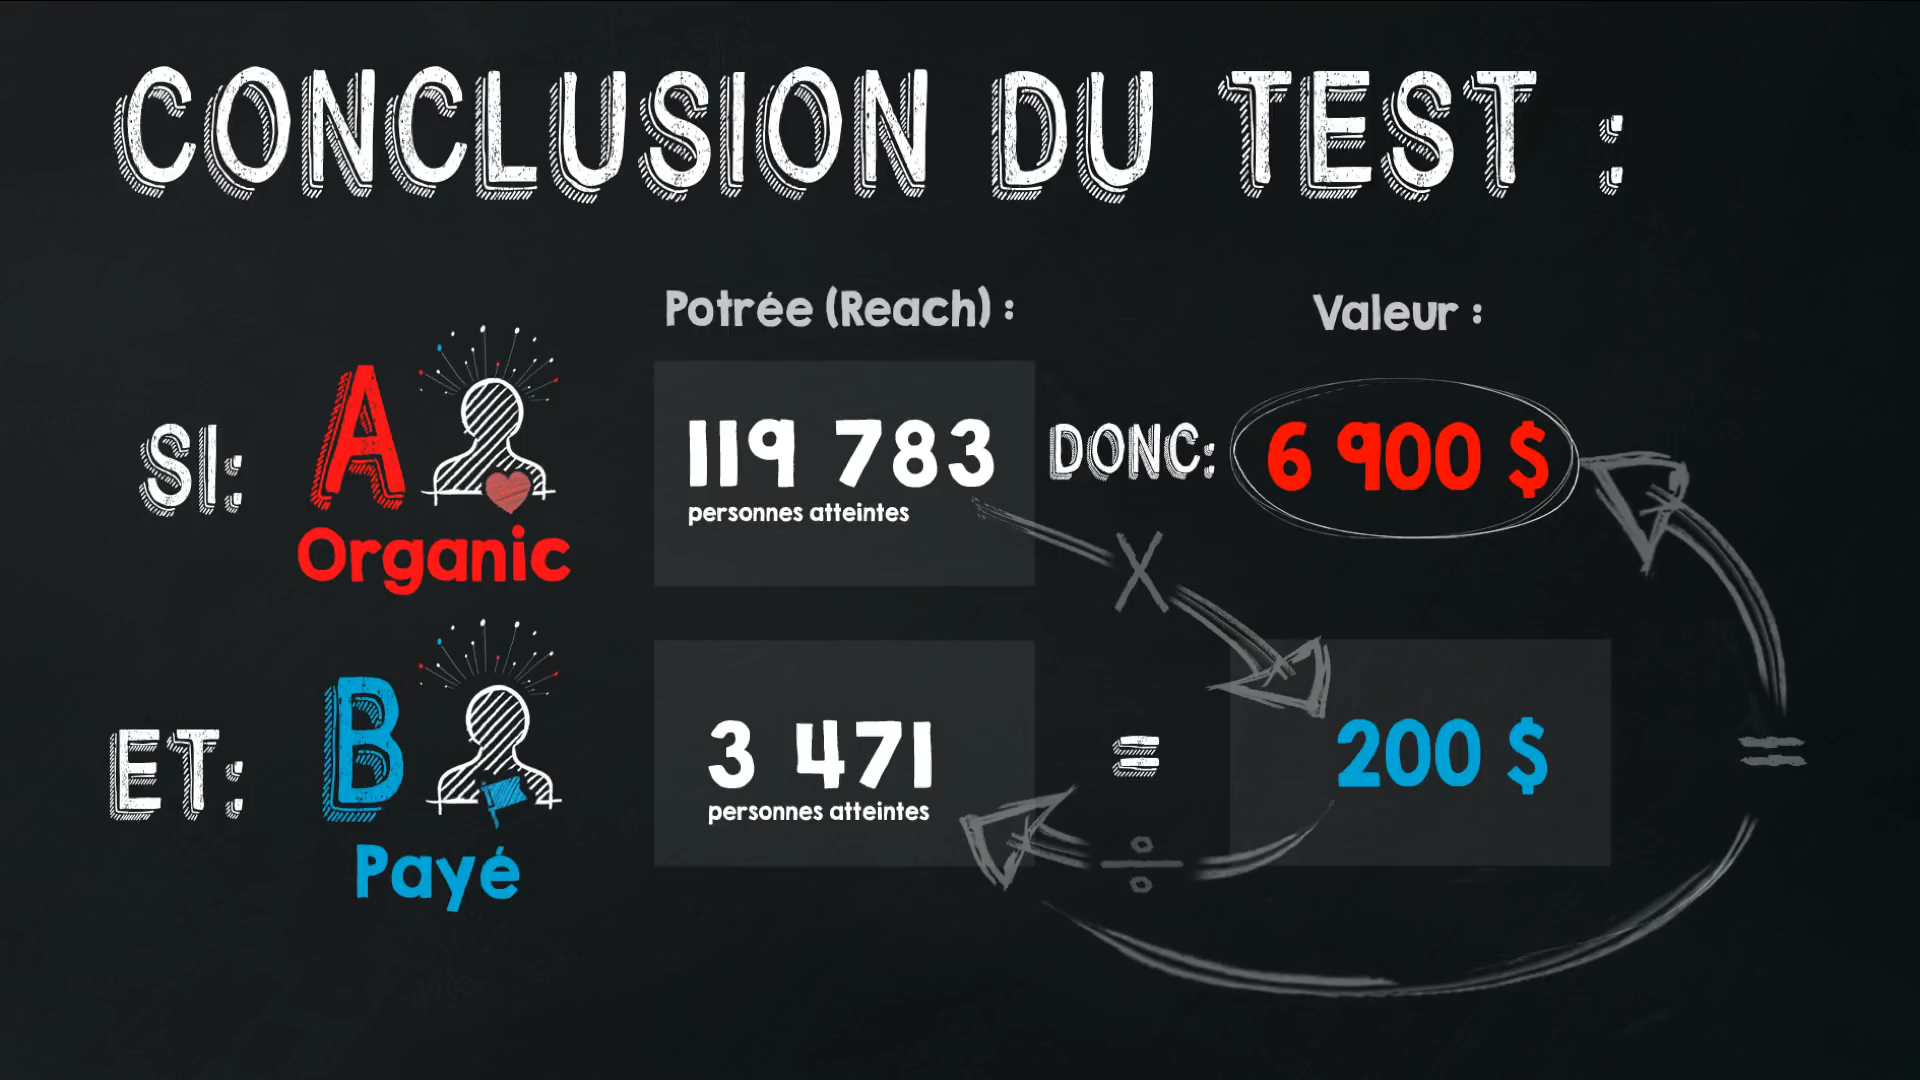 CONCLUSION DU TEST :
Potrée (Reach) :
Valeur :
SI:
A
Organic
119 783
personnes atteintes
DONC:
6 900 $
X
ET:
B
Payé
3 471
personnes atteintes
=
200 $
=
÷